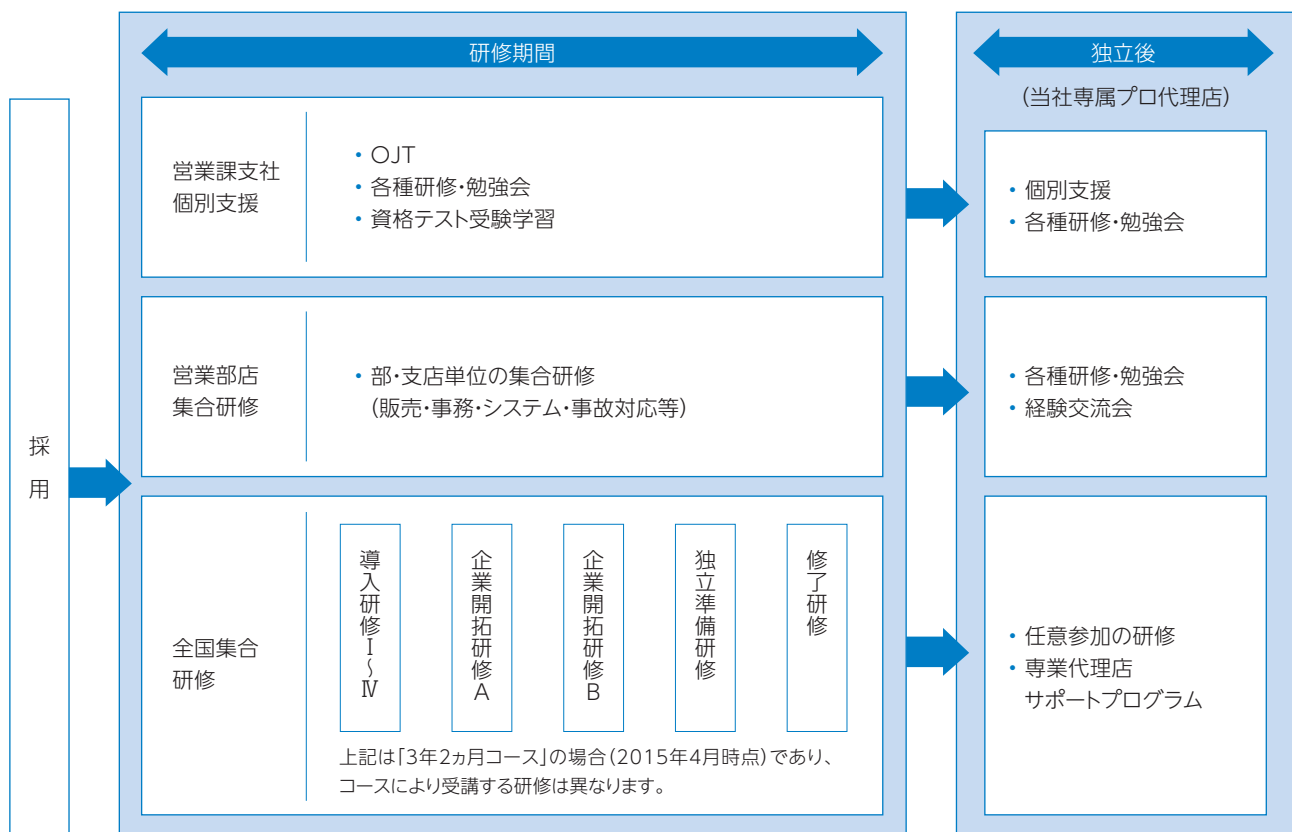 研修期間
独立後
(当社専属プロ代理店)
採用
営業課支社
個別支援
・OJT
・各種研修・勉強会
・資格テスト受験学習
・個別支援
・各種研修・勉強会
営業部店
集合研修
・部・支店単位の集合研修
(販売・事務・システム・事故対応等)
・各種研修・勉強会
・経験交流会
全国集合
研修
導入研修Ⅰ～Ⅳ
企業開拓研修A
企業開拓研修B
独立準備研修
修了研修
上記は「3年2ヵ月コース」の場合(2015年4月時点)であり、
コースにより受講する研修は異なります。
・任意参加の研修
・専業代理店
サポートプログラム